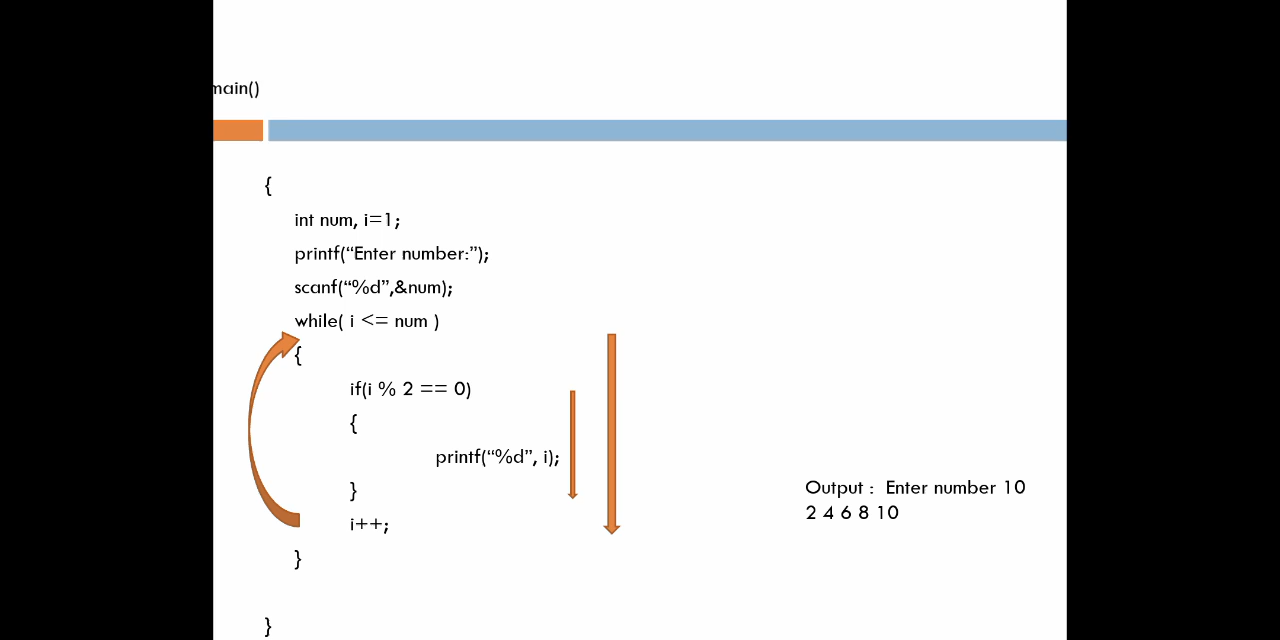 main()
{
int num, i=1;
printf(“Enter number:”);
scanf(“%d”,&num);
while( i <= num )
{
if(i % 2 == 0)
{
printf(“%d”, i);
}
i++;
}
}
Output :  Enter number 10
2 4 6 8 10